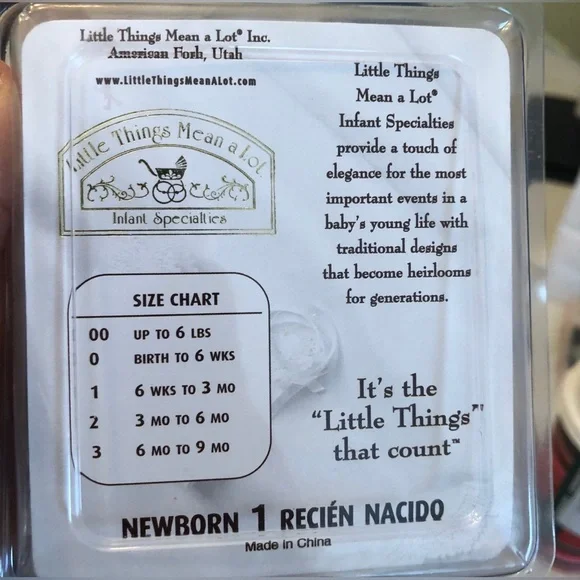 Little Things Mean a Lot® Inc.
American Fork, Utah
www.LittleThingsMeanALot.com
Little Things Mean a Lot
Infant Specialties
Little Things
Mean a Lot®
Infant Specialties
provide a touch of
elegance for the most
important events in a
baby's young life with
traditional designs
that become heirlooms
for generations.
SIZE CHART
00 UP TO 6 LBS
0 BIRTH TO 6 WKS
1 6 WKS TO 3 MO
2 3 MO TO 6 MO
3 6 MO TO 9 MO
It's the
“Little Things”
that count™
NEWBORN 1 RECIÉN NACIDO
Made in China